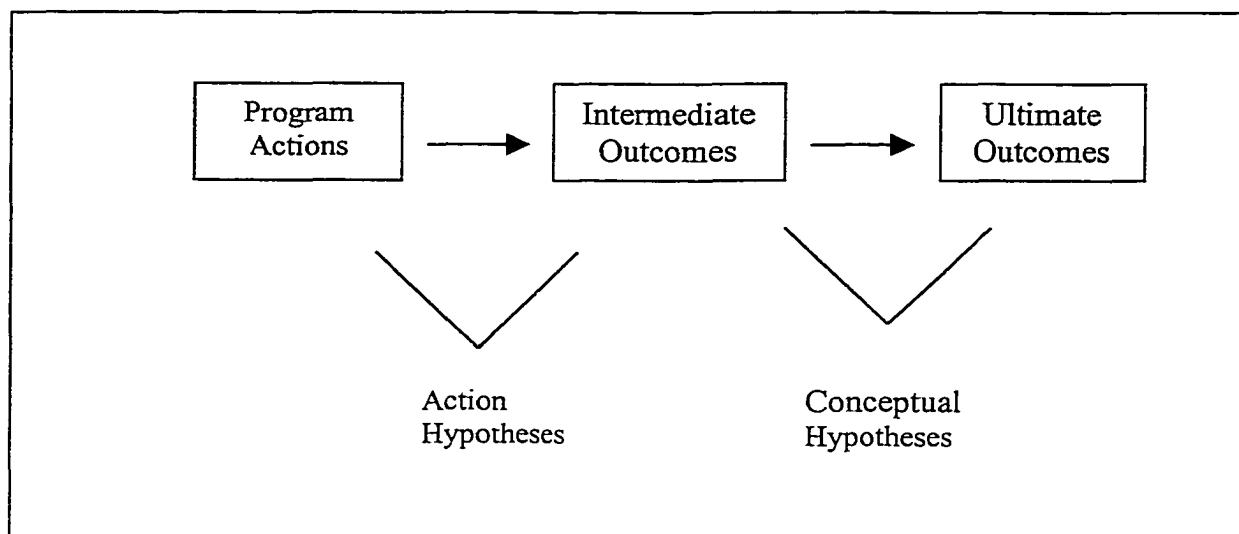 Program
Actions
Intermediate
Outcomes
Ultimate
Outcomes
Action
Hypotheses
Conceptual
Hypotheses